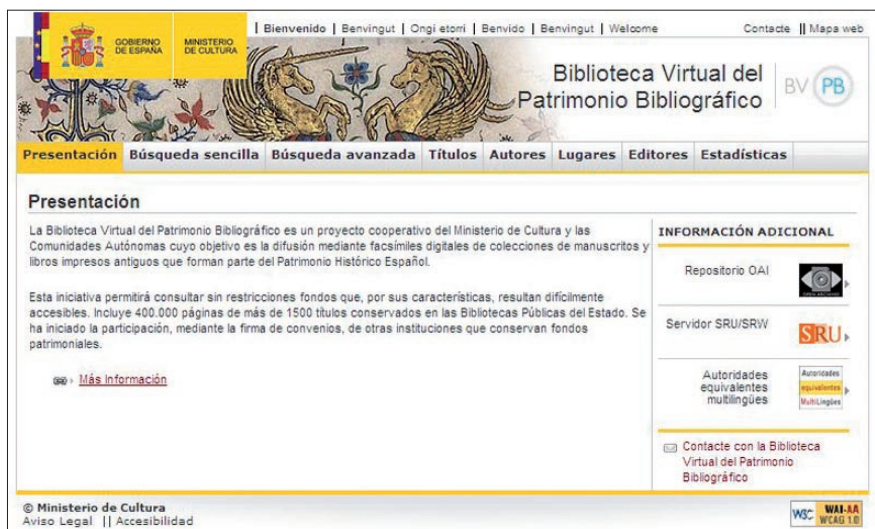 GOBIERNO
DE ESPAÑA
MINISTERIO
DE CULTURA
| Bienvenido | Benvingut | Ongi etorri | Benvido | Benvingut | Welcome
Contacte || Mapa web
Biblioteca Virtual del
Patrimonio Bibliográfico
BV PB
Presentación Búsqueda sencilla Búsqueda avanzada Títulos Autores Lugares Editores Estadísticas
Presentación
La Biblioteca Virtual del Patrimonio Bibliográfico es un proyecto cooperativo del Ministerio de Cultura y las
Comunidades Autónomas cuyo objetivo es la difusión mediante facsímiles digitales de colecciones de manuscritos y
libros impresos antiguos que forman parte del Patrimonio Histórico Español.
Esta iniciativa permitirá consultar sin restricciones fondos que, por sus características, resultan difícilmente
accesibles. Incluye 400.000 páginas de más de 1500 títulos conservados en las Bibliotecas Públicas del Estado. Se
ha iniciado la participación, mediante la firma de convenios, de otras instituciones que conservan fondos
patrimoniales.
Más Información
INFORMACIÓN ADICIONAL
Repositorio OAI
Servidor SRU/SRW
SRU
Autoridades
equivalentes
multilingües
Autoridades
equivalentes
MultiLingües
Contacte con la Biblioteca
Virtual del Patrimonio
Bibliográfico
© Ministerio de Cultura
Aviso Legal || Accesibilidad
W3C WAI-AA
WCAG 1.0